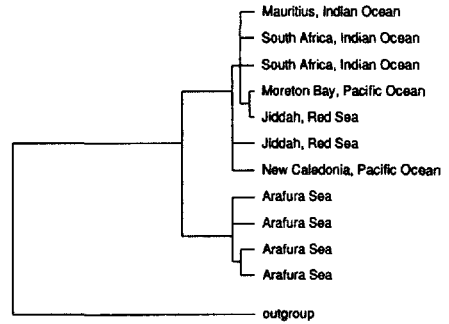 Mauritius, Indian Ocean
South Africa, Indian Ocean
South Africa, Indian Ocean
Moreton Bay, Pacific Ocean
Jiddah, Red Sea
Jiddah, Red Sea
New Caledonia, Pacific Ocean
Arafura Sea
Arafura Sea
Arafura Sea
Arafura Sea
outgroup